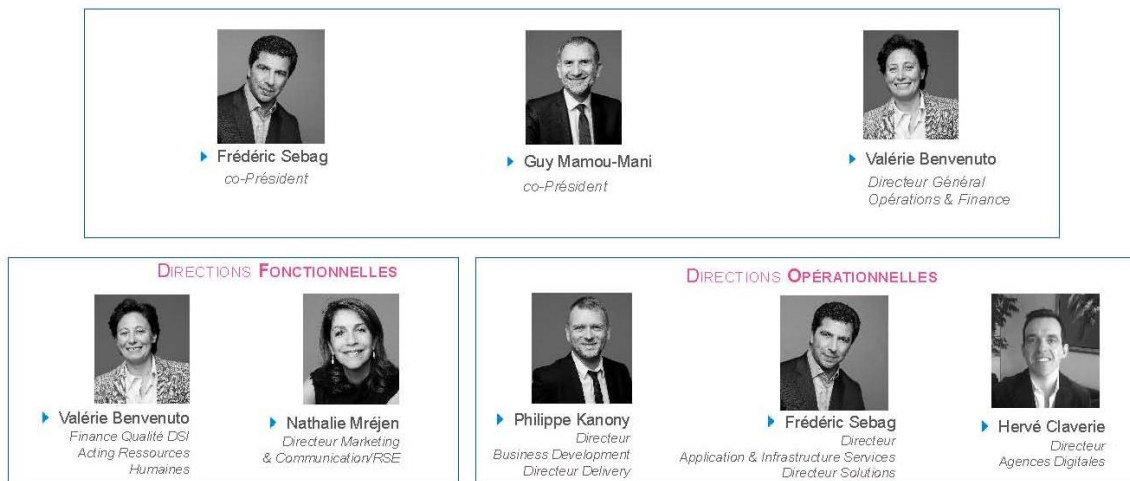 Frédéric Sebag
co-Président
Guy Mamou-Mani
co-Président
Valérie Benvenuto
Directeur Général
Opérations & Finance
DIRECTIONS FONCTIONNELLES
Valérie Benvenuto
Finance Qualité DSI
Acting Ressources
Humaines
Nathalie Mréjen
Directeur Marketing
& Communication/RSE
DIRECTIONS OPÉRATIONNELLES
Philippe Kanony
Directeur
Business Development
Directeur Delivery
Frédéric Sebag
Directeur
Application & Infrastructure Services
Directeur Solutions
Hervé Claverie
Directeur
Agences Digitales